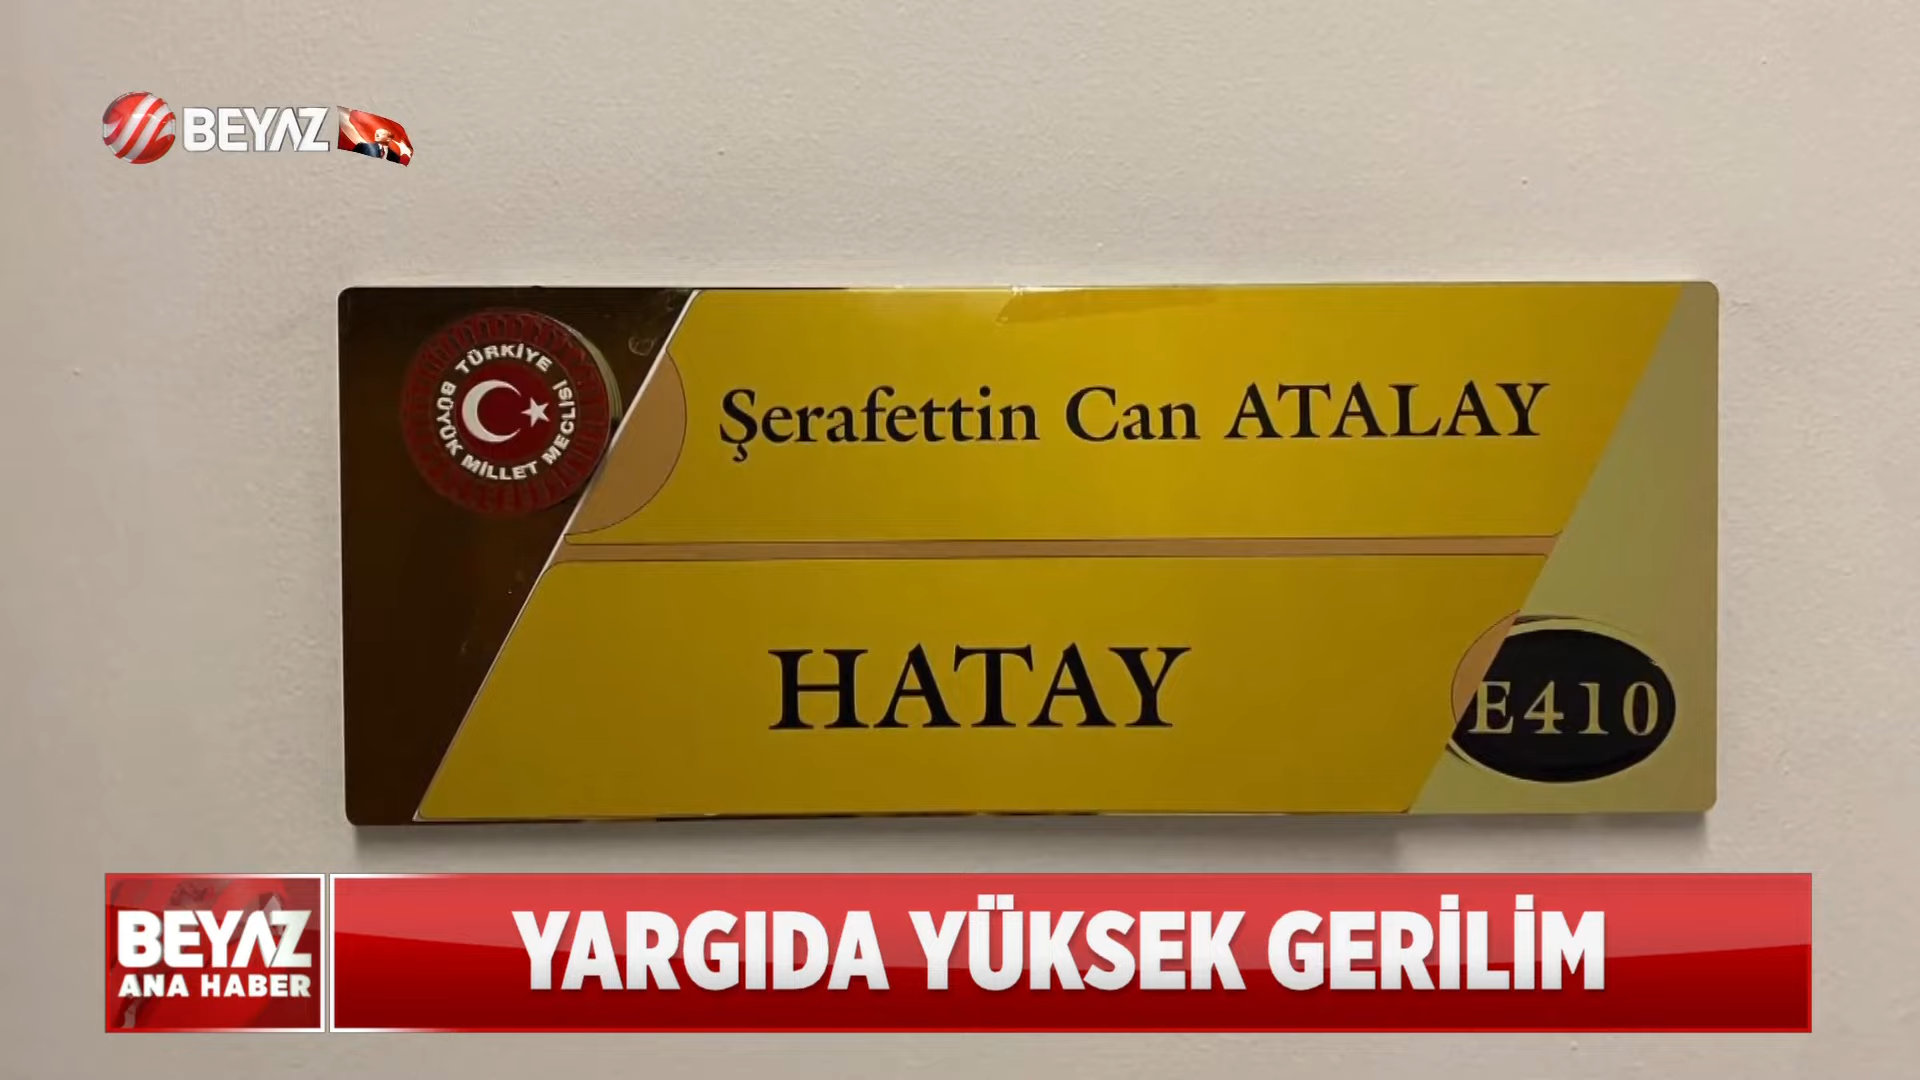 BEYAZ
TÜRKİYE BÜYÜK MİLLET MECLİSİ
Şerafettin Can ATALAY
HATAY
E410
BEYAZ
ANA HABER
YARGIDA YÜKSEK GERİLİM